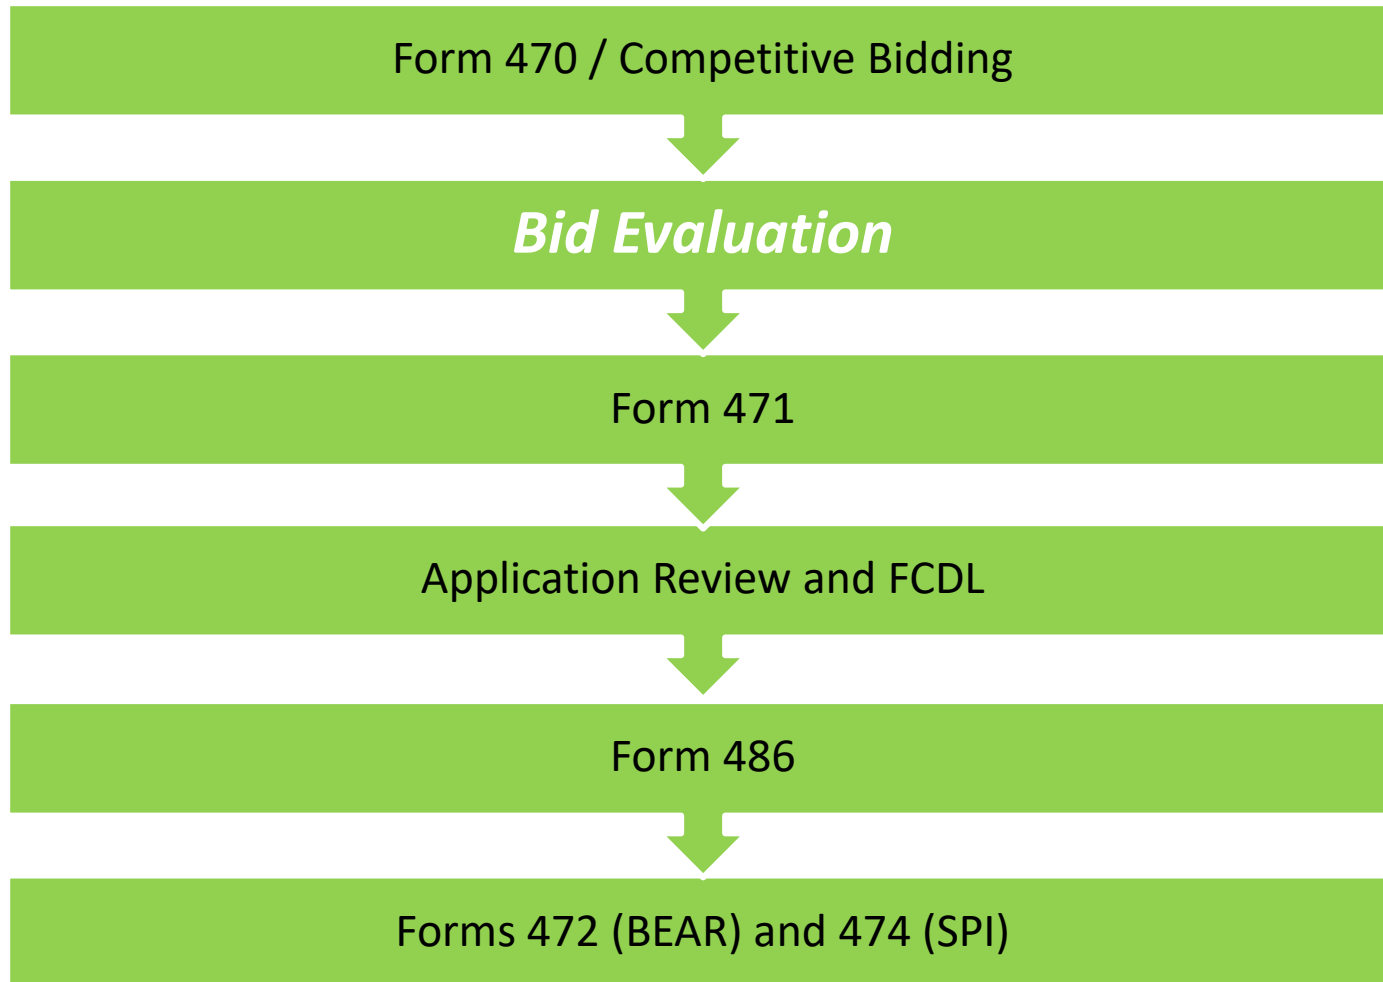 Form 470 / Competitive Bidding
Bid Evaluation
Form 471
Application Review and FCDL
Form 486
Forms 472 (BEAR) and 474 (SPI)